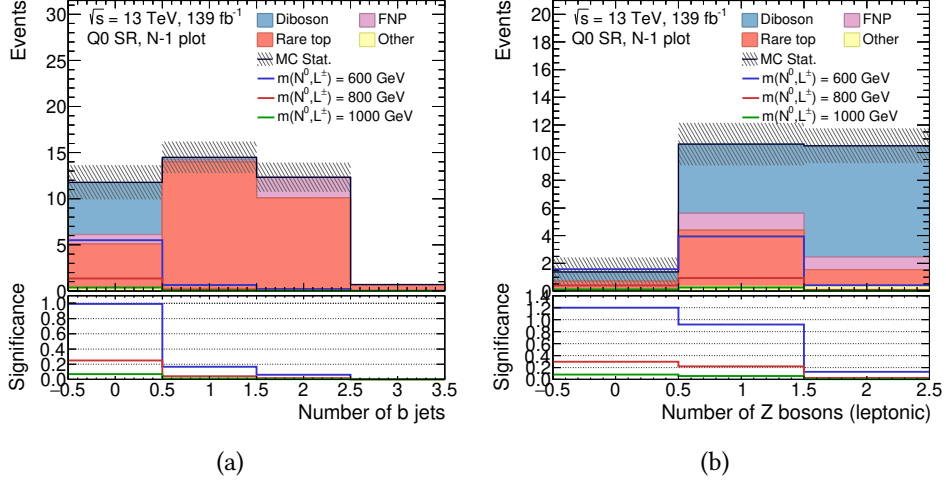 √s = 13 TeV, 139 fb⁻¹
Q0 SR, N-1 plot
Diboson
FNP
Rare top
Other
MC Stat.
m(N⁰,L±) = 600 GeV
m(N⁰,L±) = 800 GeV
m(N⁰,L±) = 1000 GeV
Events
30
25
20
15
10
5
0
Significance
1.0
0.8
0.6
0.4
0.2
0.0
−0.5 0 0.5 1 1.5 2 2.5 3 3.5
Number of b jets
(a)
√s = 13 TeV, 139 fb⁻¹
Q0 SR, N-1 plot
Diboson
FNP
Rare top
Other
MC Stat.
m(N⁰,L±) = 600 GeV
m(N⁰,L±) = 800 GeV
m(N⁰,L±) = 1000 GeV
Events
20
18
16
14
12
10
8
6
4
2
0
Significance
1.4
1.2
1.0
0.8
0.6
0.4
0.2
0.0
−0.5 0 0.5 1 1.5 2 2.5
Number of Z bosons (leptonic)
(b)